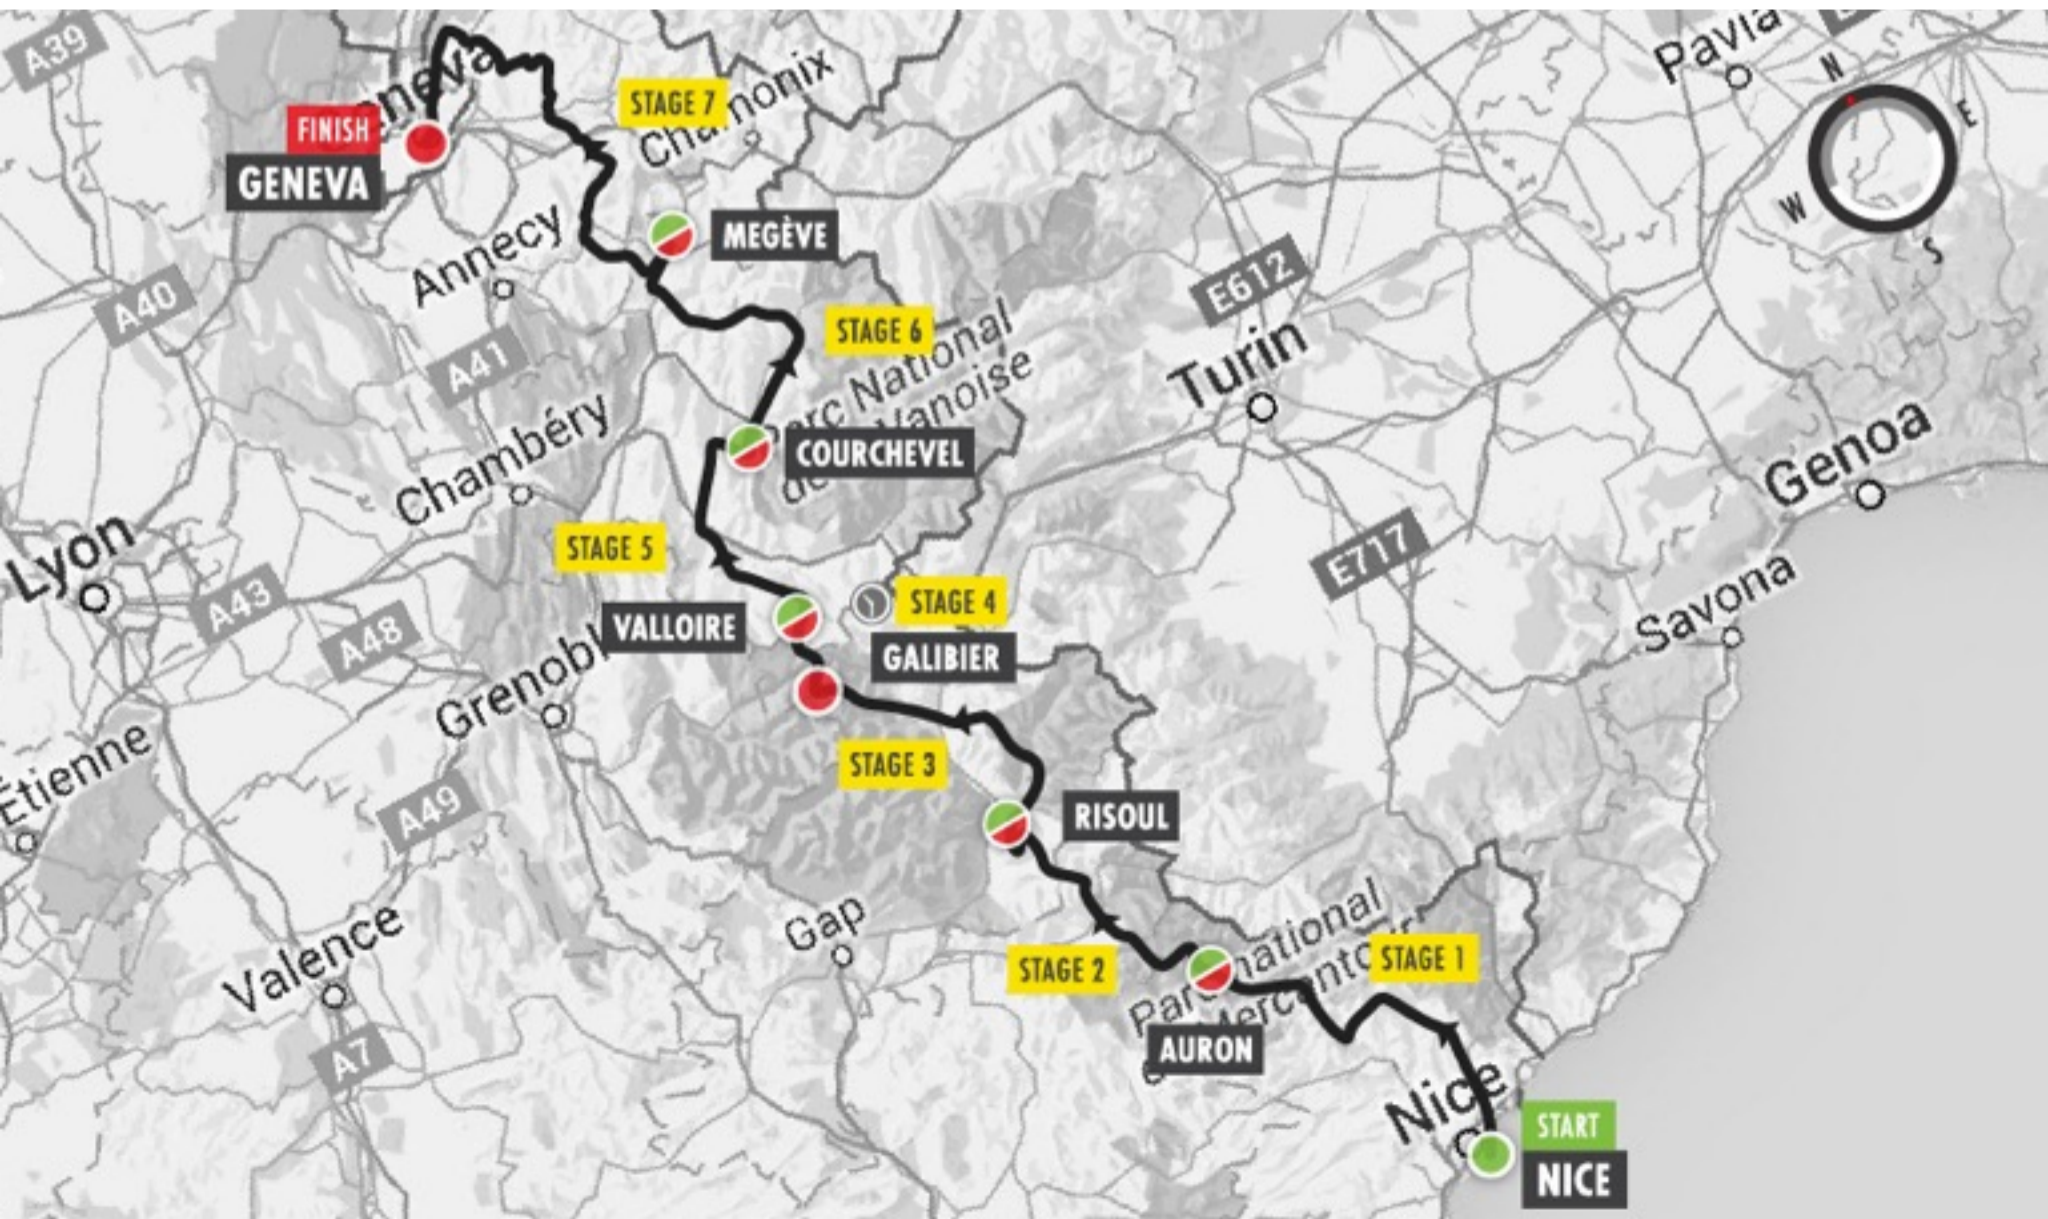 A39
Pavia
N
E
W
S
STAGE 7
Chamonix
Geneva
FINISH
GENEVA
MEGÈVE
Annecy
A40
E612
STAGE 6
Parc National
de la Vanoise
Turin
A41
Chambéry
COURCHEVEL
Genoa
Lyon
STAGE 5
E717
A43
A48
STAGE 4
VALLOIRE
GALIBIER
Savona
Grenobl
Étienne
STAGE 3
A49
RISOUL
Gap
Valence
STAGE 2
STAGE 1
Parc national
Mercantour
AURON
A7
Nice
START
NICE